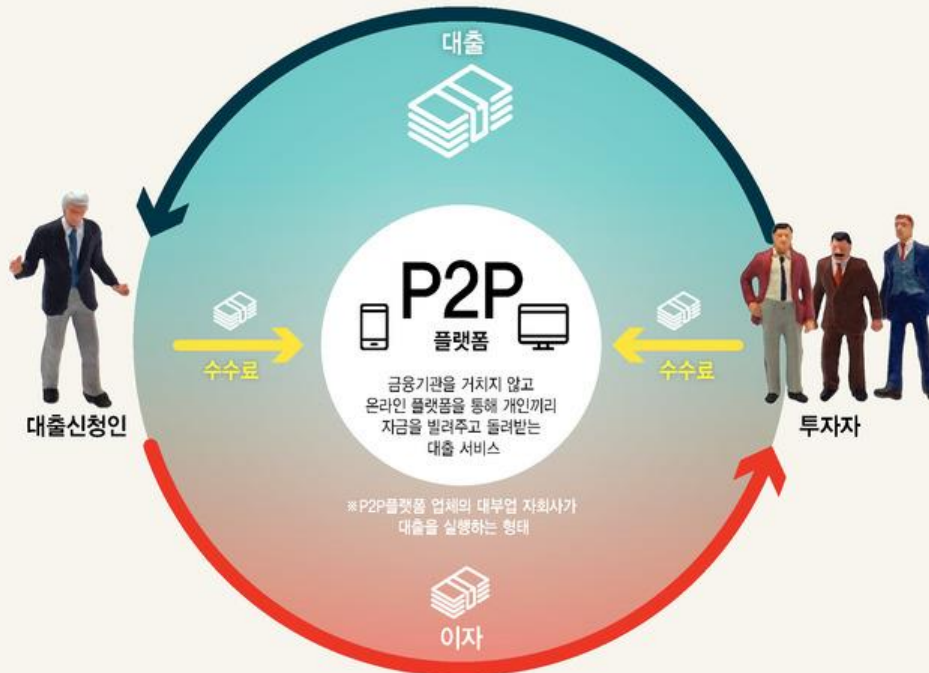 대출
P2P
플랫폼
금융기관을 거치지 않고
온라인 플랫폼을 통해 개인끼리
자금을 빌려주고 돌려받는
대출 서비스
수수료
수수료
대출신청인
투자자
※P2P플랫폼 업체의 대부업 자회사가
대출을 실행하는 형태
이자